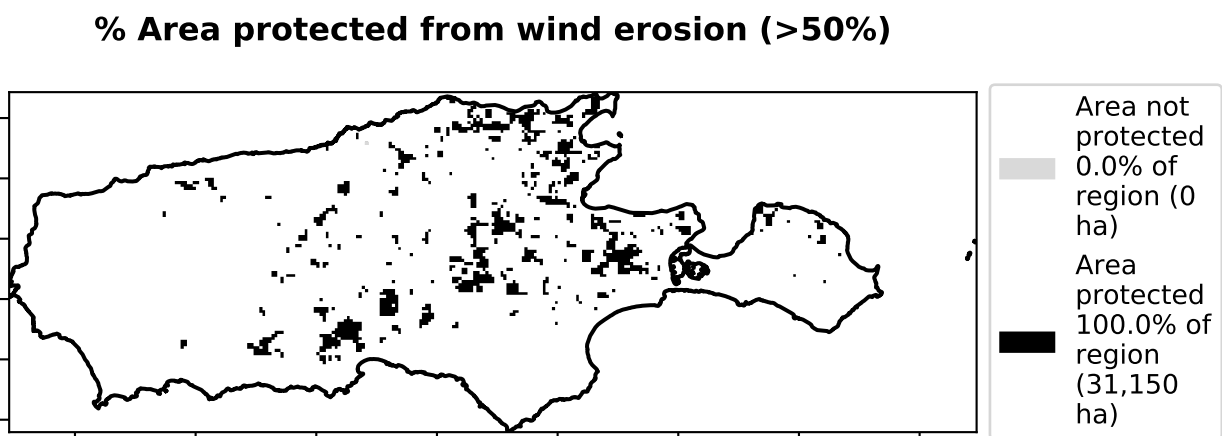 % Area protected from wind erosion (>50%)
Area not
protected
0.0% of
region (0
ha)
Area
protected
100.0% of
region
(31,150
ha)